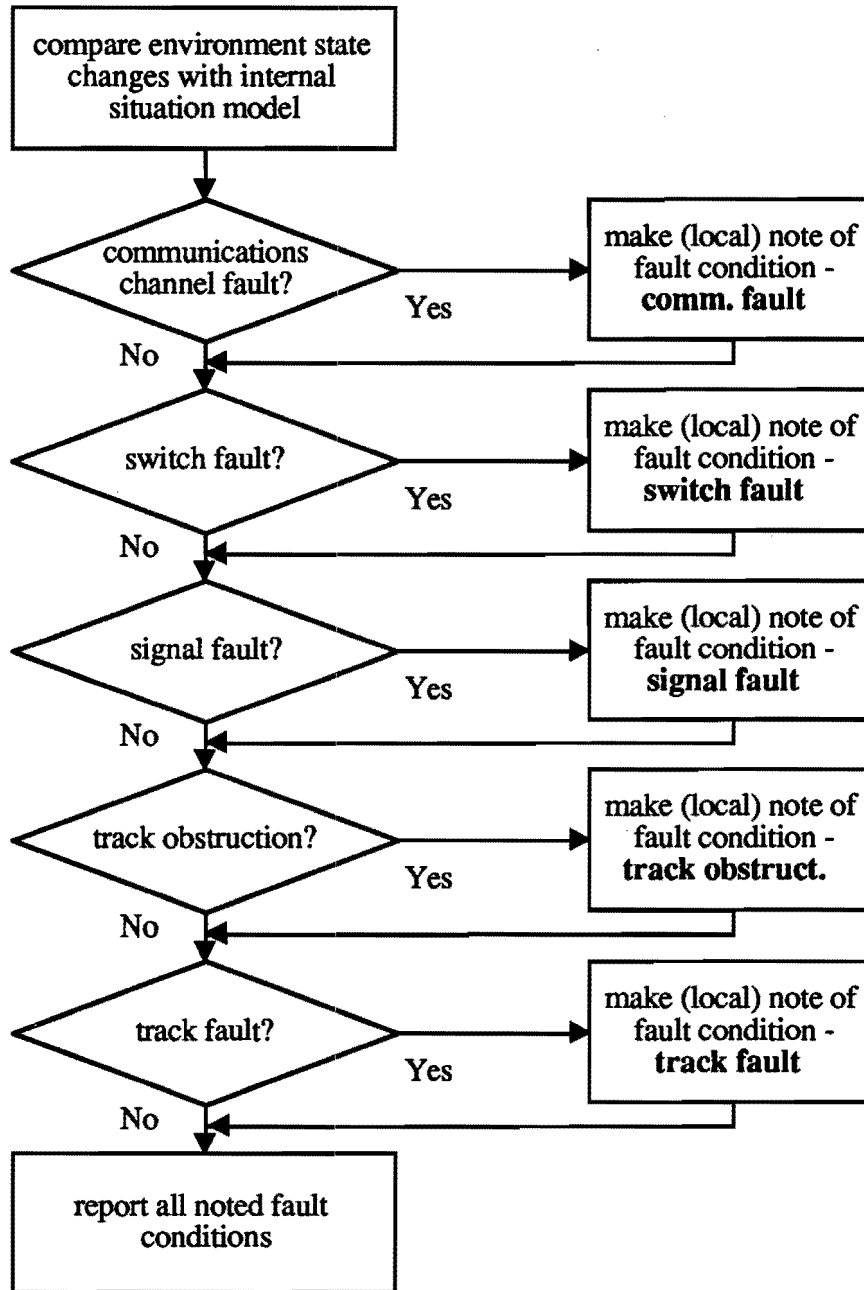 compare environment state
changes with internal
situation model
communications
channel fault?
Yes
make (local) note of
fault condition -
comm. fault
No
switch fault?
Yes
make (local) note of
fault condition -
switch fault
No
signal fault?
Yes
make (local) note of
fault condition -
signal fault
No
track obstruction?
Yes
make (local) note of
fault condition -
track obstruct.
No
track fault?
Yes
make (local) note of
fault condition -
track fault
No
report all noted fault
conditions